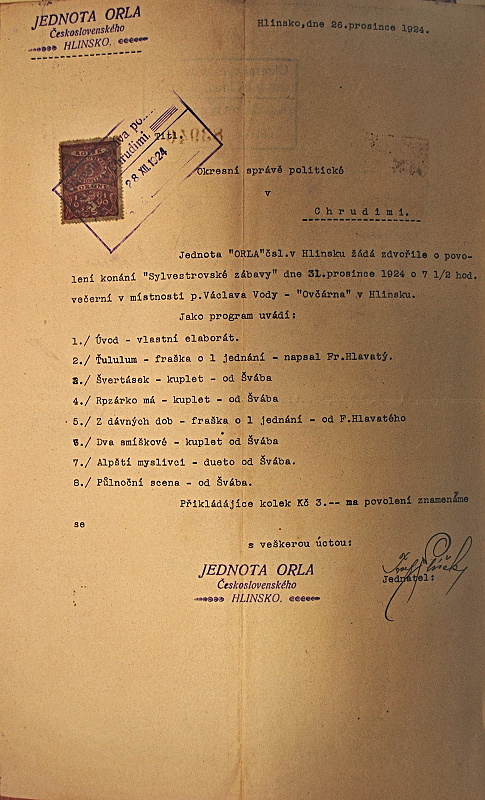 JEDNOTA ORLA
Československého
HLINSKO.
Hlinsko,dne 26.prosince 1924.
28 XII 1924
Titl.
Okresní správě politické
v
Chrudimi.
Jednota "ORLA"čsl.v Hlinsku žádá zdvořile o povo-
lení konání "Sylvestrovské zábavy" dne 31.prosince 1924 o 7 1/2 hod.
večerní v místnosti p.Václava Vody - "Ovčárna" v Hlinsku.
Jako program uvádí:
1./ Úvod - vlastní elaborát.
2./ Ťululum - fraška o 1 jednání - napsal Fr.Hlavatý.
3./ Švertásek - kuplet - od Švába
4./ Rpzárko má - kuplet - od Švába
5./ Z dávných dob - fraška o 1 jednání - od F.Hlavatého
6./ Dva smíškové - kuplet od Švába
7./ Alpští myslivci - dueto od Švába.
8./ Půlnoční scena - od Švába.
Přikládajíce kolek Kč 3.-- ma povolení znamenáme
se
s veškerou úctou:
JEDNOTA ORLA
Československého
HLINSKO.
Jednatel: